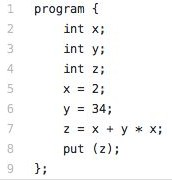 1 program {
2     int x;
3     int y;
4     int z;
5     x = 2;
6     y = 34;
7     z = x + y * x;
8     put (z);
9 };